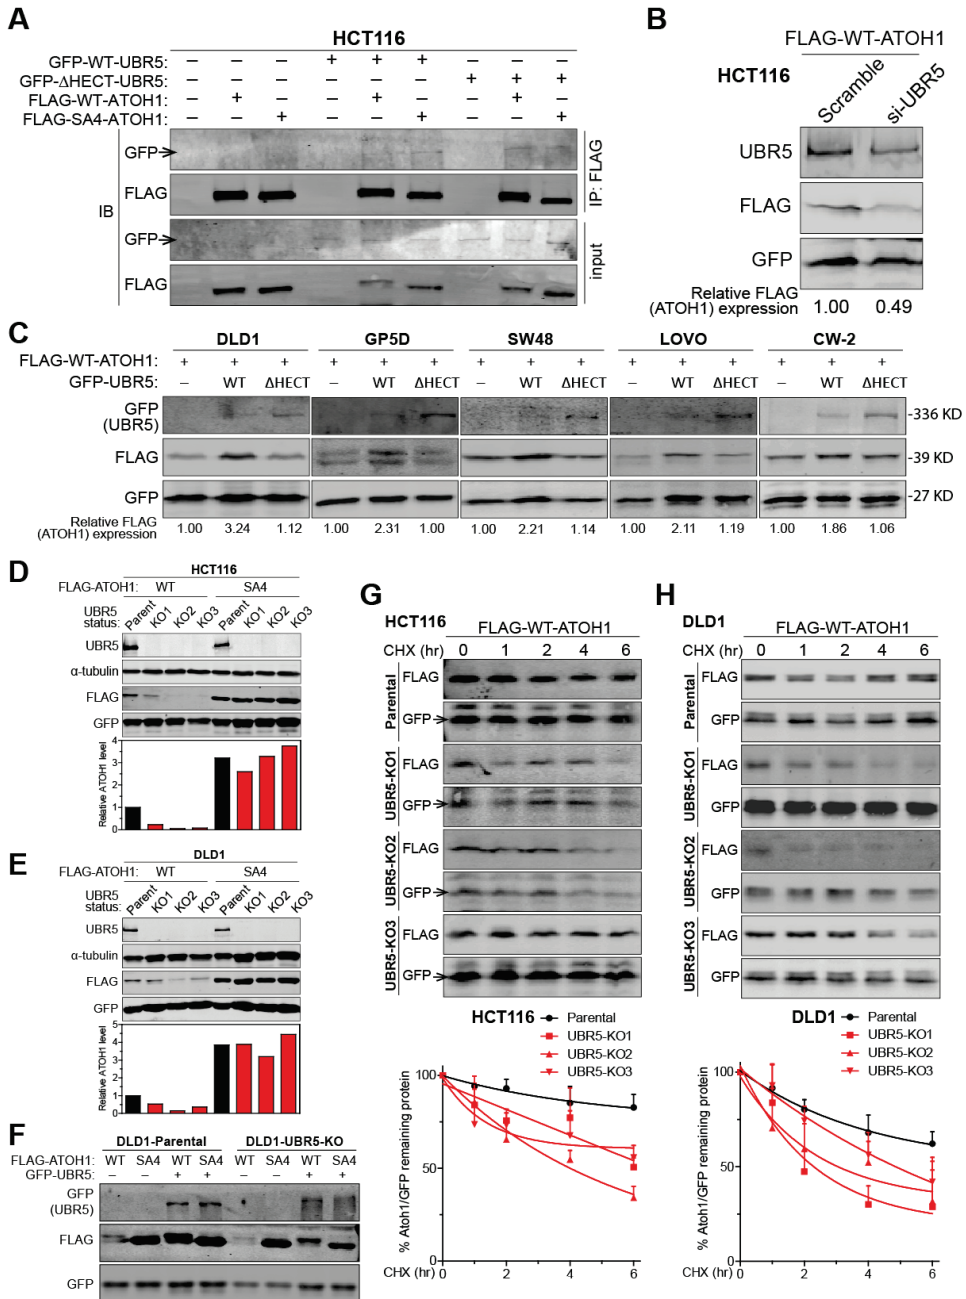 A
HCT116
GFP-WT-UBR5: – – – + + + – – –
GFP-ΔHECT-UBR5: – – – – – – + + +
FLAG-WT-ATOH1: – + – – + – – + –
FLAG-SA4-ATOH1: – – + – – + – – +
IB
GFP
FLAG
IP: FLAG
GFP
FLAG
input
B
FLAG-WT-ATOH1
HCT116
Scramble
si-UBR5
UBR5
FLAG
GFP
Relative FLAG
(ATOH1) expression 1.00 0.49
C
DLD1 GP5D SW48 LOVO CW-2
FLAG-WT-ATOH1: + + + + + + + + + + + + + + +
GFP-UBR5: – WT ΔHECT – WT ΔHECT – WT ΔHECT – WT ΔHECT – WT ΔHECT
GFP
(UBR5)
-336 KD
FLAG
-39 KD
GFP
-27 KD
Relative FLAG
(ATOH1) expression 1.00 3.24 1.12 1.00 2.31 1.00 1.00 2.21 1.14 1.00 2.11 1.19 1.00 1.86 1.06
D
HCT116
FLAG-ATOH1: WT SA4
UBR5
status: Parent KO1 KO2 KO3 Parent KO1 KO2 KO3
UBR5
α-tubulin
FLAG
GFP
Relative ATOH1 level
4
3
2
1
0
E
DLD1
FLAG-ATOH1: WT SA4
UBR5
status: Parent KO1 KO2 KO3 Parent KO1 KO2 KO3
UBR5
α-tubulin
FLAG
GFP
Relative ATOH1 level
5
4
3
2
1
0
F
DLD1-Parental DLD1-UBR5-KO
FLAG-ATOH1: WT SA4 WT SA4 WT SA4 WT SA4
GFP-UBR5: – – + + – – + +
GFP
(UBR5)
FLAG
GFP
G
HCT116
FLAG-WT-ATOH1
CHX (hr) 0 1 2 4 6
Parental
FLAG
GFP
UBR5-KO1
FLAG
GFP
UBR5-KO2
FLAG
GFP
UBR5-KO3
FLAG
GFP
HCT116
Parental
UBR5-KO1
UBR5-KO2
UBR5-KO3
% Atoh1/GFP remaining protein
100
50
0
CHX (hr) 0 2 4 6
H
DLD1
FLAG-WT-ATOH1
CHX (hr) 0 1 2 4 6
Parental
FLAG
GFP
UBR5-KO1
FLAG
GFP
UBR5-KO2
FLAG
GFP
UBR5-KO3
FLAG
GFP
DLD1
Parental
UBR5-KO1
UBR5-KO2
UBR5-KO3
% Atoh1/GFP remaining protein
100
50
0
CHX (hr) 0 2 4 6